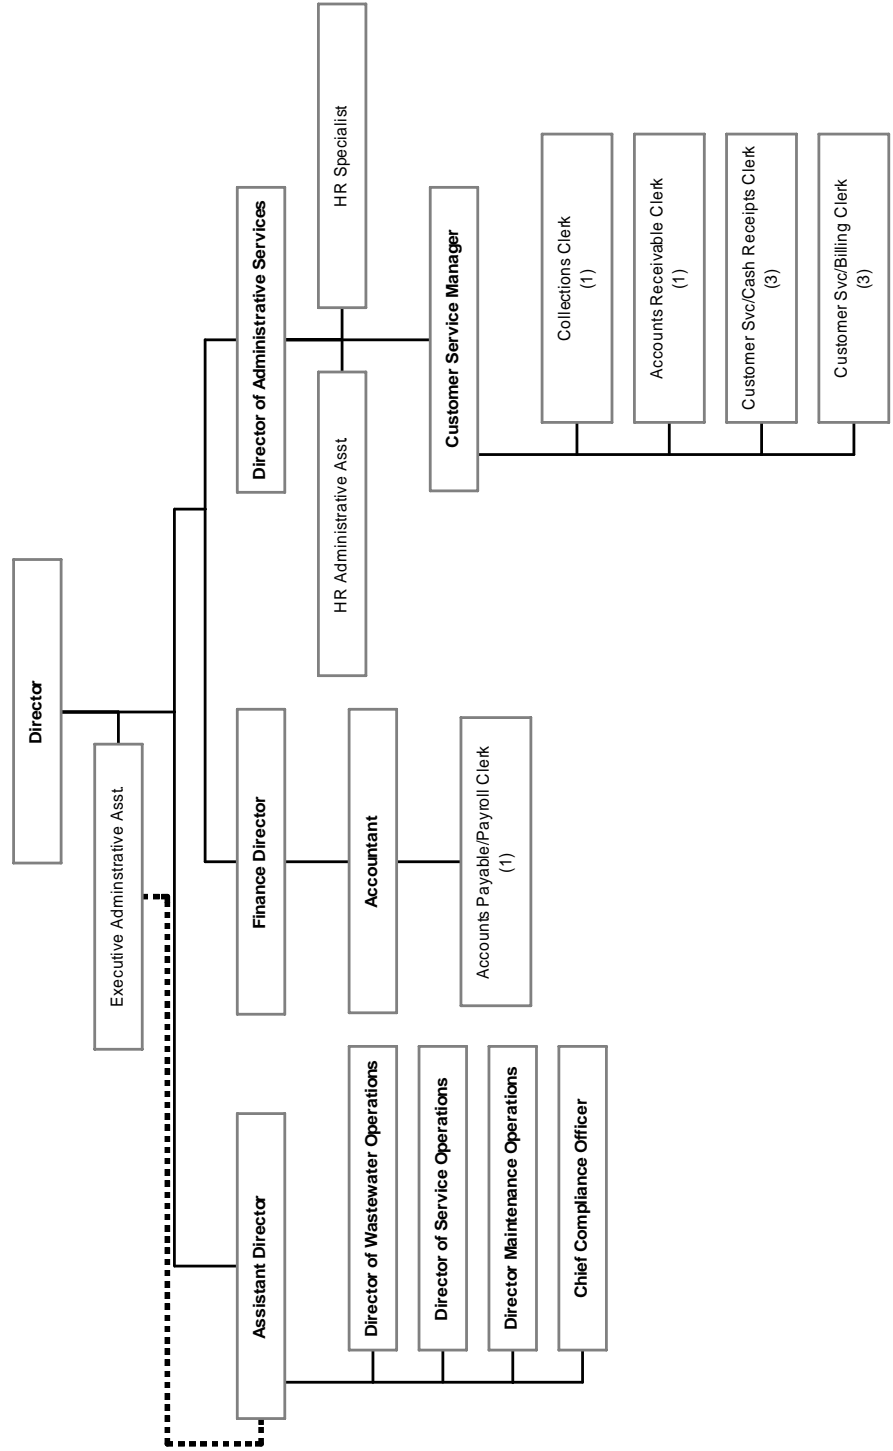 Director
Executive Adminstrative Asst.
Assistant Director
Finance Director
Director of Administrative Services
Director of Wastewater Operations
Director of Service Operations
Director Maintenance Operations
Chief Compliance Officer
Accountant
Accounts Payable/Payroll Clerk
(1)
HR Administrative Asst.
HR Specialist
Customer Service Manager
Collections Clerk
(1)
Accounts Receivable Clerk
(1)
Customer Svc/Cash Receipts Clerk
(3)
Customer Svc/Billing Clerk
(3)